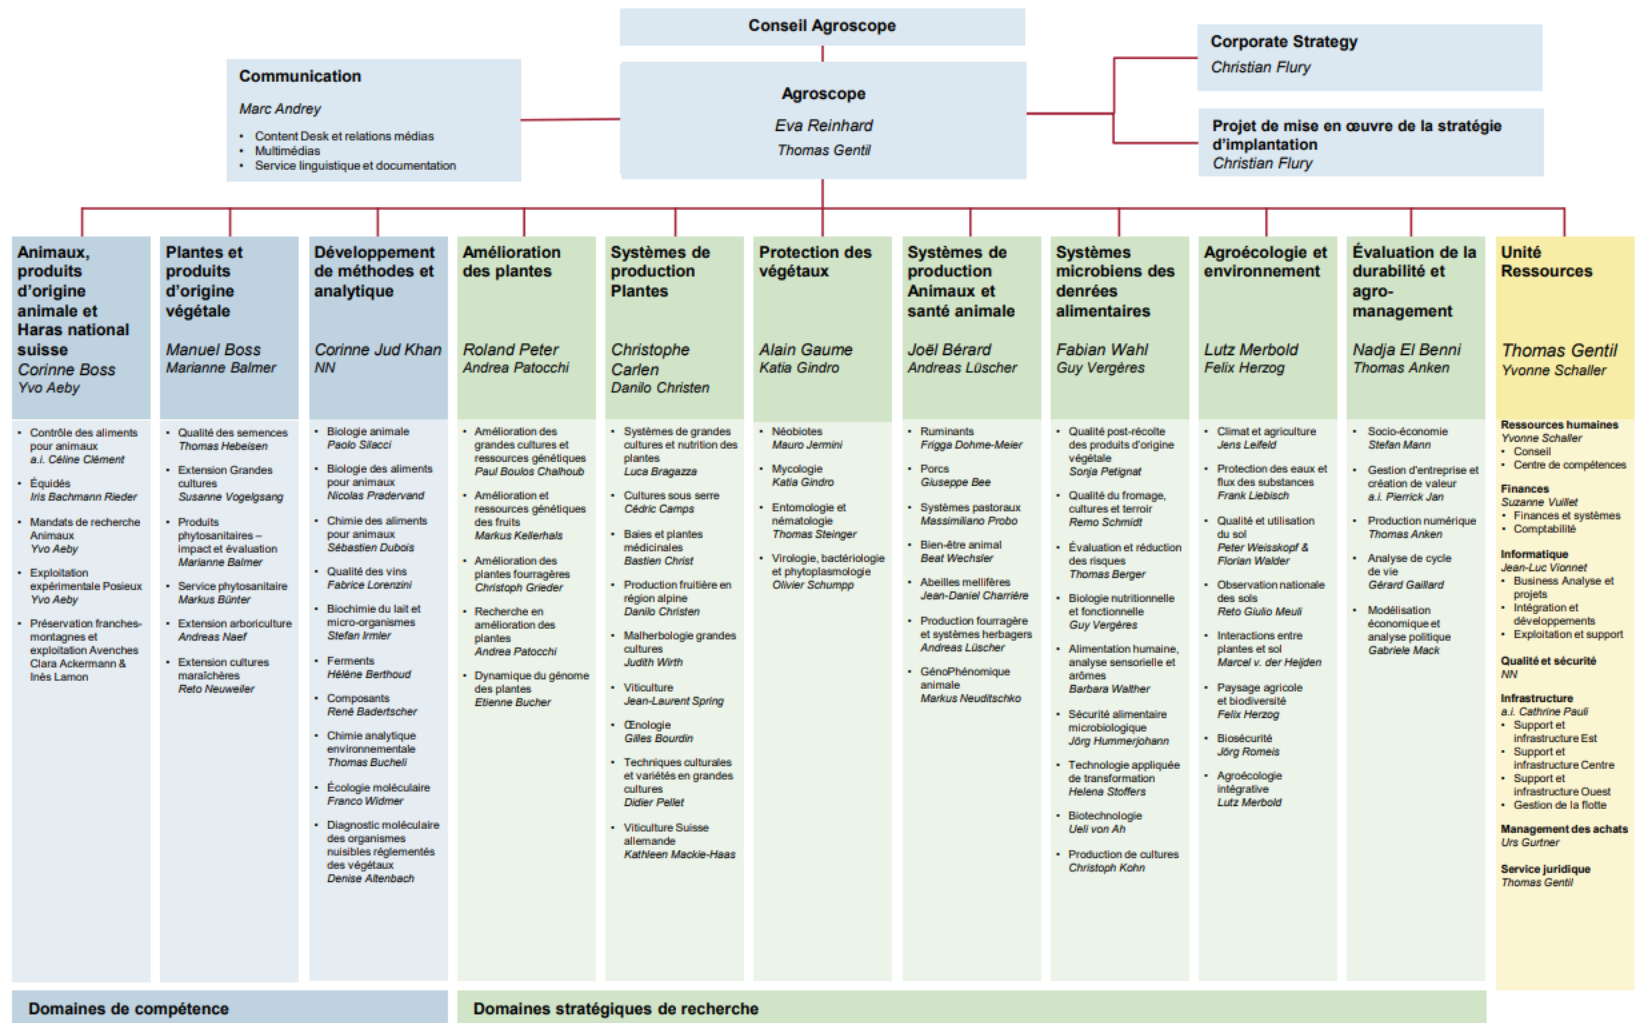 Conseil Agroscope
Agroscope
Eva Reinhard
Thomas Gentil
Communication
Marc Andrey
• Content Desk et relations médias
• Multimédias
• Service linguistique et documentation
Corporate Strategy
Christian Flury
Projet de mise en œuvre de la stratégie
d'implantation
Christian Flury
Animaux,
produits
d'origine
animale et
Haras national
suisse
Corinne Boss
Yvo Aeby
• Contrôle des aliments
pour animaux
a.i. Céline Clément
• Équidés
Iris Bachmann Rieder
• Mandats de recherche
Animaux
Yvo Aeby
• Exploitation
expérimentale Posieux
Yvo Aeby
• Préservation franches-
montagnes et
exploitation Avenches
Clara Ackermann &
Inès Lamon
Plantes et
produits
d'origine
végétale
Manuel Boss
Marianne Balmer
• Qualité des semences
Thomas Hebeisen
• Extension Grandes
cultures
Susanne Vogelgsang
• Produits
phytosanitaires –
impact et évaluation
Marianne Balmer
• Service phytosanitaire
Markus Bünter
• Extension arboriculture
Andreas Naef
• Extension cultures
maraîchères
Reto Neuweiler
Développement
de méthodes et
analytique
Corinne Jud Khan
NN
• Biologie animale
Paolo Silacci
• Biologie des aliments
pour animaux
Nicolas Pradervand
• Chimie des aliments
pour animaux
Sébastien Dubois
• Qualité des vins
Fabrice Lorenzini
• Biochimie du lait et
micro-organismes
Stefan Irmler
• Ferments
Hélène Berthoud
• Composants
René Badertscher
• Chimie analytique
environnementale
Thomas Bucheli
• Écologie moléculaire
Franco Widmer
• Diagnostic moléculaire
des organismes
nuisibles réglementés
des végétaux
Denise Altenbach
Amélioration
des plantes
Roland Peter
Andrea Patocchi
• Amélioration des
grandes cultures et
ressources génétiques
Paul Boulos Chalhoub
• Amélioration et
ressources génétiques
des fruits
Markus Kellerhals
• Amélioration des
plantes fourragères
Christoph Grieder
• Recherche en
amélioration des
plantes
Andrea Patocchi
• Dynamique du génome
des plantes
Etienne Bucher
Systèmes de
production
Plantes
Christophe
Carlen
Danilo Christen
• Systèmes de grandes
cultures et nutrition des
plantes
Luca Bragazza
• Cultures sous serre
Cédric Camps
• Baies et plantes
médicinales
Bastien Christ
• Production fruitière en
région alpine
Danilo Christen
• Malherbologie grandes
cultures
Judith Wirth
• Viticulture
Jean-Laurent Spring
• Œnologie
Gilles Bourdin
• Techniques culturales
et variétés en grandes
cultures
Didier Pellet
• Viticulture Suisse
allemande
Kathleen Mackie-Haas
Protection des
végétaux
Alain Gaume
Katia Gindro
• Néobiotes
Mauro Jermini
• Mycologie
Katia Gindro
• Entomologie et
nématologie
Thomas Steinger
• Virologie, bactériologie
et phytoplasmologie
Olivier Schumpp
Systèmes de
production
Animaux et
santé animale
Joël Bérard
Andreas Lüscher
• Ruminants
Frigga Dohme-Meier
• Porcs
Giuseppe Bee
• Systèmes pastoraux
Massimiliano Probo
• Bien-être animal
Beat Wechsler
• Abeilles mellifères
Jean-Daniel Charrière
• Production fourragère
et systèmes herbagers
Andreas Lüscher
• GénoPhénomique
animale
Markus Neuditschko
Systèmes
microbiens des
denrées
alimentaires
Fabian Wahl
Guy Vergères
• Qualité post-récolte
des produits d'origine
végétale
Sonja Petignat
• Qualité du fromage,
cultures et terroir
Remo Schmidt
• Évaluation et réduction
des risques
Thomas Berger
• Biologie nutritionnelle
et fonctionnelle
Guy Vergères
• Alimentation humaine,
analyse sensorielle et
arômes
Barbara Walther
• Sécurité alimentaire
microbiologique
Jörg Hummerjohann
• Technologie appliquée
de transformation
Helena Stoffers
• Biotechnologie
Ueli von Ah
• Production de cultures
Christoph Kohn
Agroécologie et
environnement
Lutz Merbold
Felix Herzog
• Climat et agriculture
Jens Leifeld
• Protection des eaux et
flux des substances
Frank Liebisch
• Qualité et utilisation
du sol
Peter Weisskopf &
Florian Walder
• Observation nationale
des sols
Reto Giulio Meuli
• Interactions entre
plantes et sol
Marcel v. der Heijden
• Paysage agricole
et biodiversité
Felix Herzog
• Biosécurité
Jörg Romeis
• Agroécologie
intégrative
Lutz Merbold
Évaluation de la
durabilité et
agro-
management
Nadja El Benni
Thomas Anken
• Socio-économie
Stefan Mann
• Gestion d'entreprise et
création de valeur
a.i. Pierrick Jan
• Production numérique
Thomas Anken
• Analyse de cycle
de vie
Gérard Gaillard
• Modélisation
économique et
analyse politique
Gabriele Mack
Unité
Ressources
Thomas Gentil
Yvonne Schaller
Ressources humaines
Yvonne Schaller
• Conseil
• Centre de compétences
Finances
Suzanne Vuillet
• Finances et systèmes
• Comptabilité
Informatique
Jean-Luc Vionnet
• Business Analyse et
projets
• Intégration et
développements
• Exploitation et support
Qualité et sécurité
NN
Infrastructure
a.i. Cathrine Pauli
• Support et
infrastructure Est
• Support et
infrastructure Centre
• Support et
infrastructure Ouest
• Gestion de la flotte
Management des achats
Urs Gurtner
Service juridique
Thomas Gentil
Domaines de compétence
Domaines stratégiques de recherche